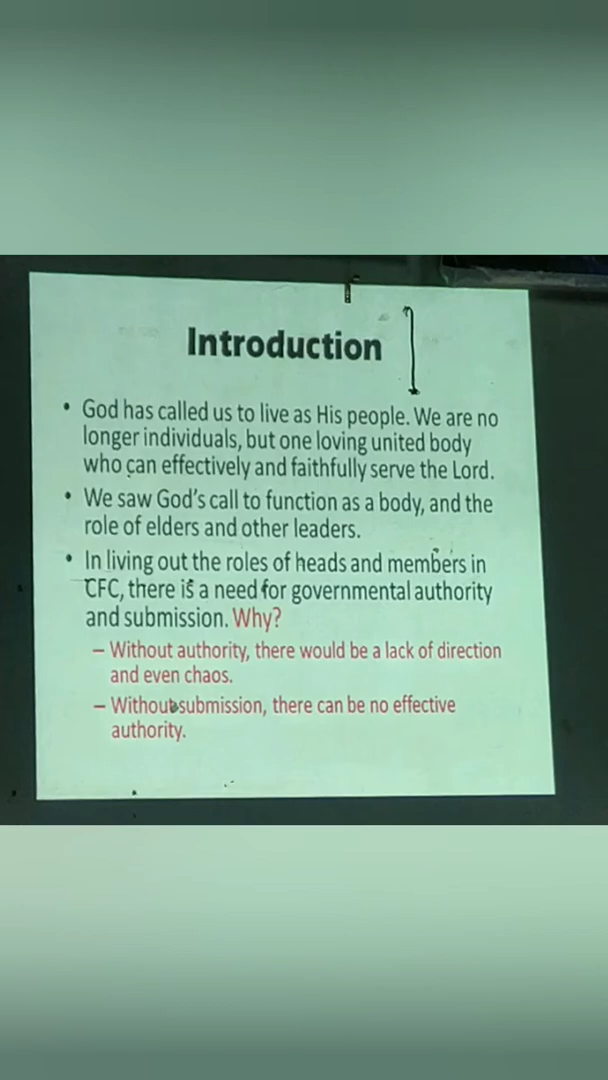 Introduction
• God has called us to live as His people. We are no
longer individuals, but one loving united body
who can effectively and faithfully serve the Lord.
• We saw God's call to function as a body, and the
role of elders and other leaders.
• In living out the roles of heads and members in
CFC, there is a need for governmental authority
and submission. Why?
– Without authority, there would be a lack of direction
and even chaos.
– Without submission, there can be no effective
authority.